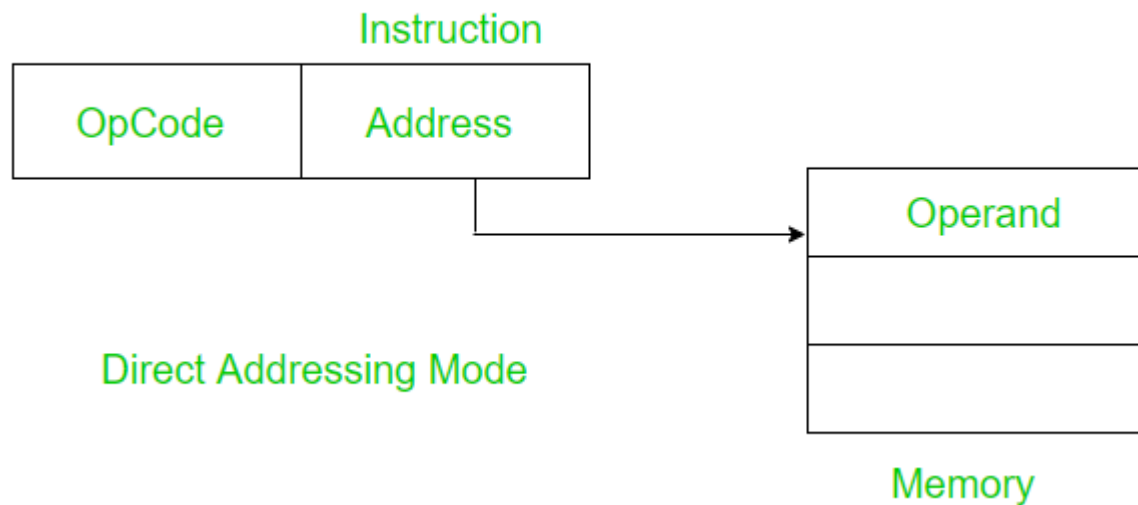 Instruction
OpCode
Address
Operand
Direct Addressing Mode
Memory